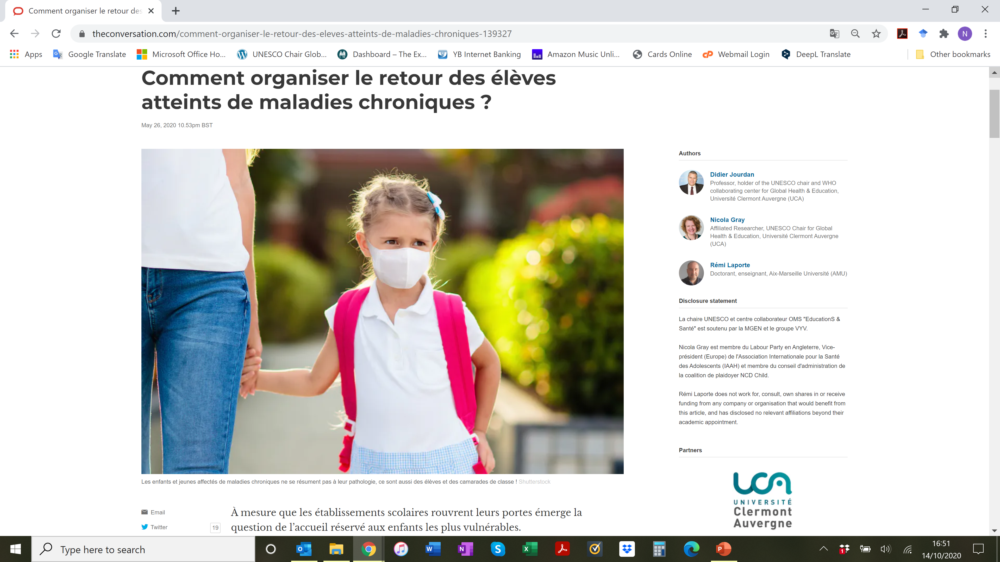 Comment organiser le retour des
theconversation.com/comment-organiser-le-retour-des-eleves-atteints-de-maladies-chroniques-139327
N
Apps
Google Translate
Microsoft Office Ho...
UNESCO Chair Glob...
Dashboard – The Ex...
YB Internet Banking
Amazon Music Unli...
Cards Online
Webmail Login
DeepL Translate
Other bookmarks
Comment organiser le retour des élèves
atteints de maladies chroniques ?
May 26, 2020 10.53pm BST
Les enfants et jeunes affectés de maladies chroniques ne se résument pas à leur pathologie, ce sont aussi des élèves et des camarades de classe ! Shutterstock
Email
Twitter
19
À mesure que les établissements scolaires rouvrent leurs portes émerge la
question de l’accueil réservé aux enfants les plus vulnérables.
Authors
Didier Jourdan
Professor, holder of the UNESCO chair and WHO
collaborating center for Global Health & Education,
Université Clermont Auvergne (UCA)
Nicola Gray
Affiliated Researcher, UNESCO Chair for Global
Health & Education, Université Clermont Auvergne
(UCA)
Rémi Laporte
Doctorant, enseignant, Aix-Marseille Université (AMU)
Disclosure statement
La chaire UNESCO et centre collaborateur OMS "EducationS &
Santé" est soutenu par la MGEN et le groupe VYV.
Nicola Gray est membre du Labour Party en Angleterre, Vice-
président (Europe) de l'Association Internationale pour la Santé
des Adolescents (IAAH) et membre du conseil d'administration de
la coalition de plaidoyer NCD Child.
Rémi Laporte does not work for, consult, own shares in or receive
funding from any company or organisation that would benefit from
this article, and has disclosed no relevant affiliations beyond their
academic appointment.
Partners
UCA
UNIVERSITÉ
Clermont
Auvergne
Type here to search
16:51
14/10/2020